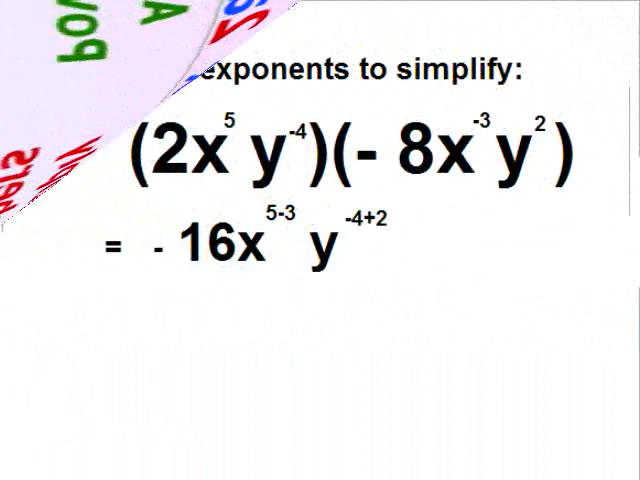 exponents to simplify:
(2x⁵ y⁻⁴)(- 8x⁻³ y²)
= - 16x⁵⁻³ y⁻⁴⁺²